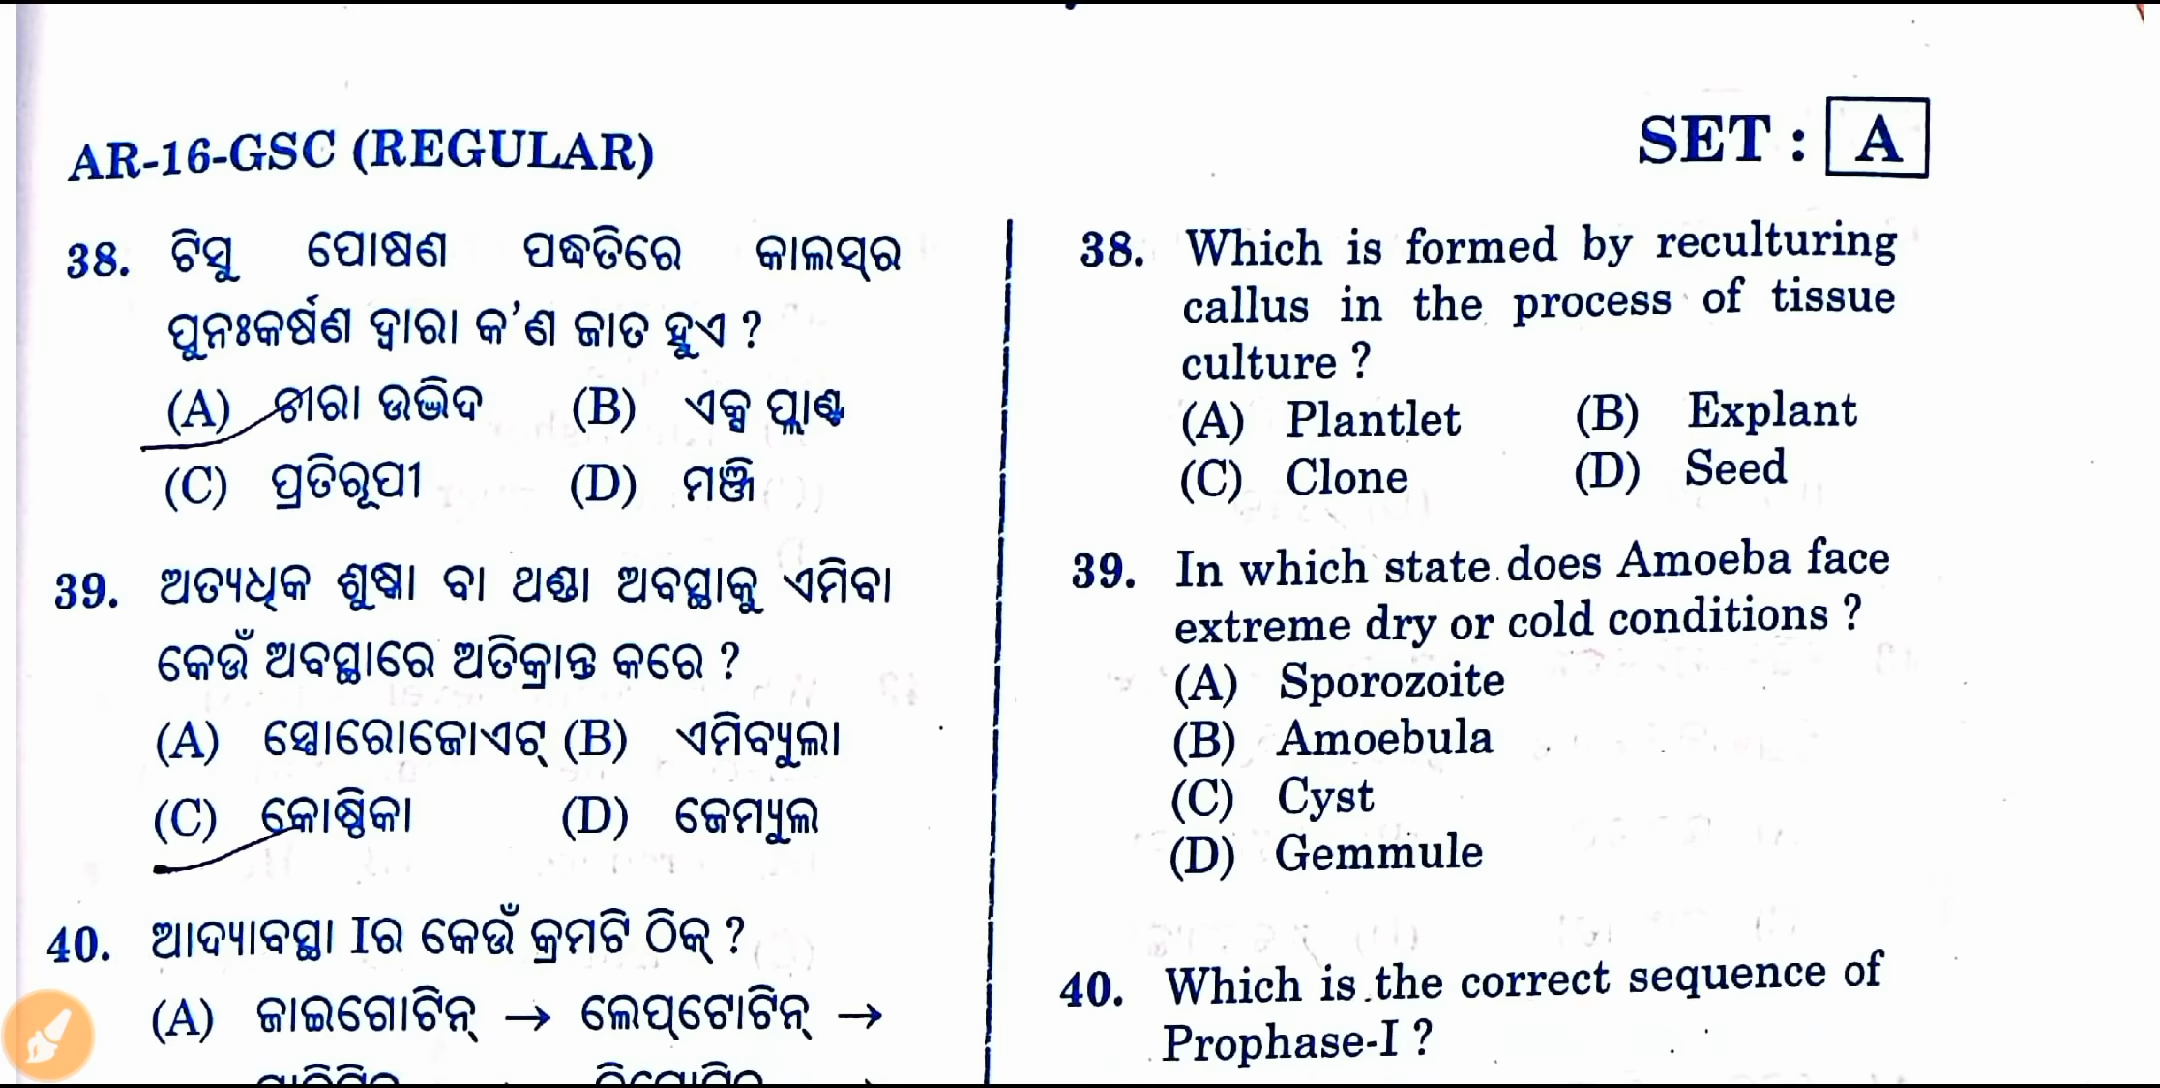 AR-16-GSC (REGULAR)
SET : A
38. ଟିସୁ ପୋଷଣ ପଦ୍ଧତିରେ କାଲସ୍‌ର
ପୁନଃକର୍ଷଣ ଦ୍ୱାରା କ'ଣ ଜାତ ହୁଏ ?
(A) ଚାରା ଉଦ୍ଭିଦ (B) ଏକ୍ସ ପ୍ଲାଣ୍ଟ
(C) ପ୍ରତିରୂପୀ (D) ମଞ୍ଜି
39. ଅତ୍ୟଧିକ ଶୁଷ୍କା ବା ଥଣ୍ଡା ଅବସ୍ଥାକୁ ଏମିବା
କେଉଁ ଅବସ୍ଥାରେ ଅତିକ୍ରାନ୍ତ କରେ ?
(A) ସ୍ପୋରୋଜୋଏଟ୍ (B) ଏମିବ୍ୟୁଲା
(C) କୋଷ୍ଠିକା (D) ଜେମ୍ୟୁଲ
40. ଆଦ୍ୟାବସ୍ଥା Iର କେଉଁ କ୍ରମଟି ଠିକ୍ ?
(A) ଜାଇଗୋଟିନ୍ → ଲେପ୍‌ଟୋଟିନ୍ →
38. Which is formed by reculturing
callus in the process of tissue
culture ?
(A) Plantlet (B) Explant
(C) Clone (D) Seed
39. In which state does Amoeba face
extreme dry or cold conditions ?
(A) Sporozoite
(B) Amoebula
(C) Cyst
(D) Gemmule
40. Which is the correct sequence of
Prophase-I ?